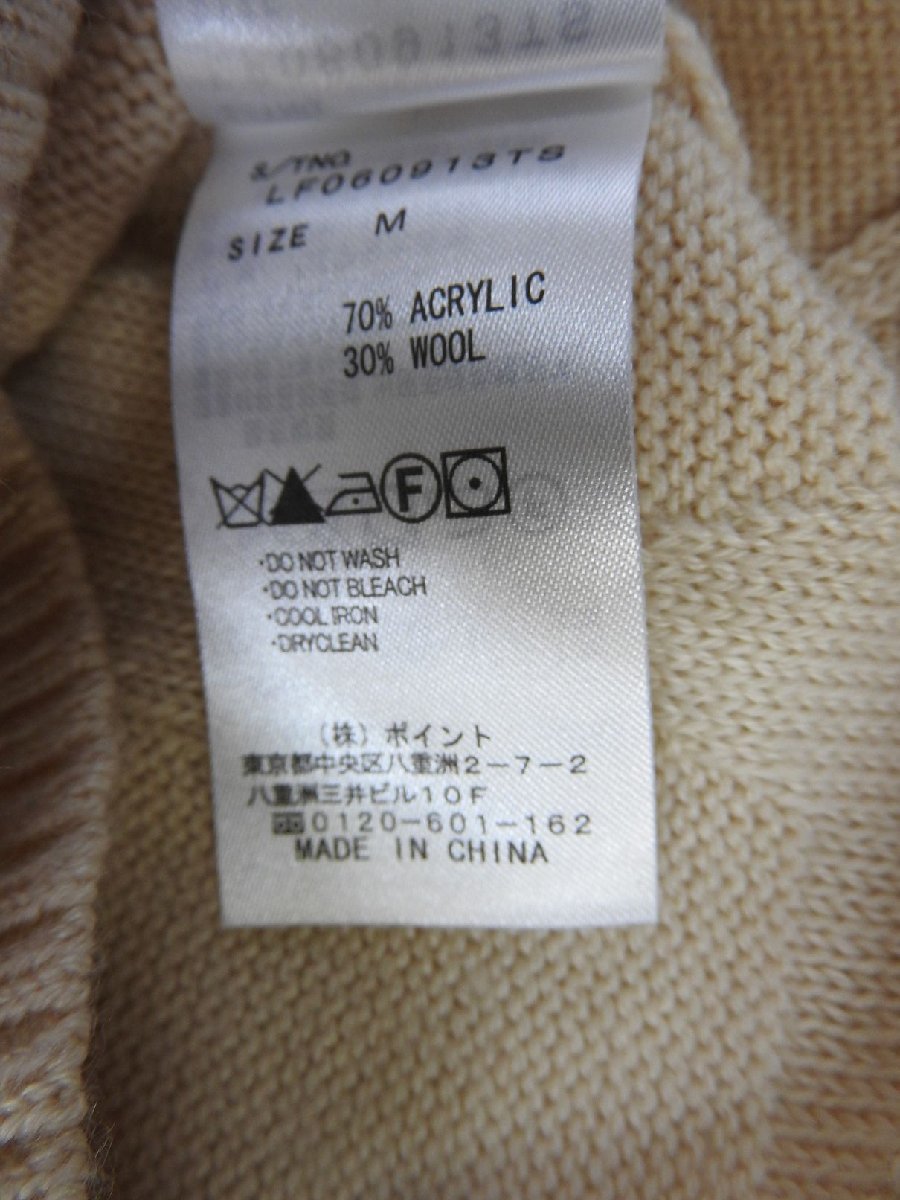 S/TNO
LF060913TS
SIZE M
70% ACRYLIC
30% WOOL
F
・DO NOT WASH
・DO NOT BLEACH
・COOL IRON
・DRYCLEAN
(株)ポイント
東京都中央区八重洲2-7-2
八重洲三井ビル10F
0120-601-162
MADE IN CHINA